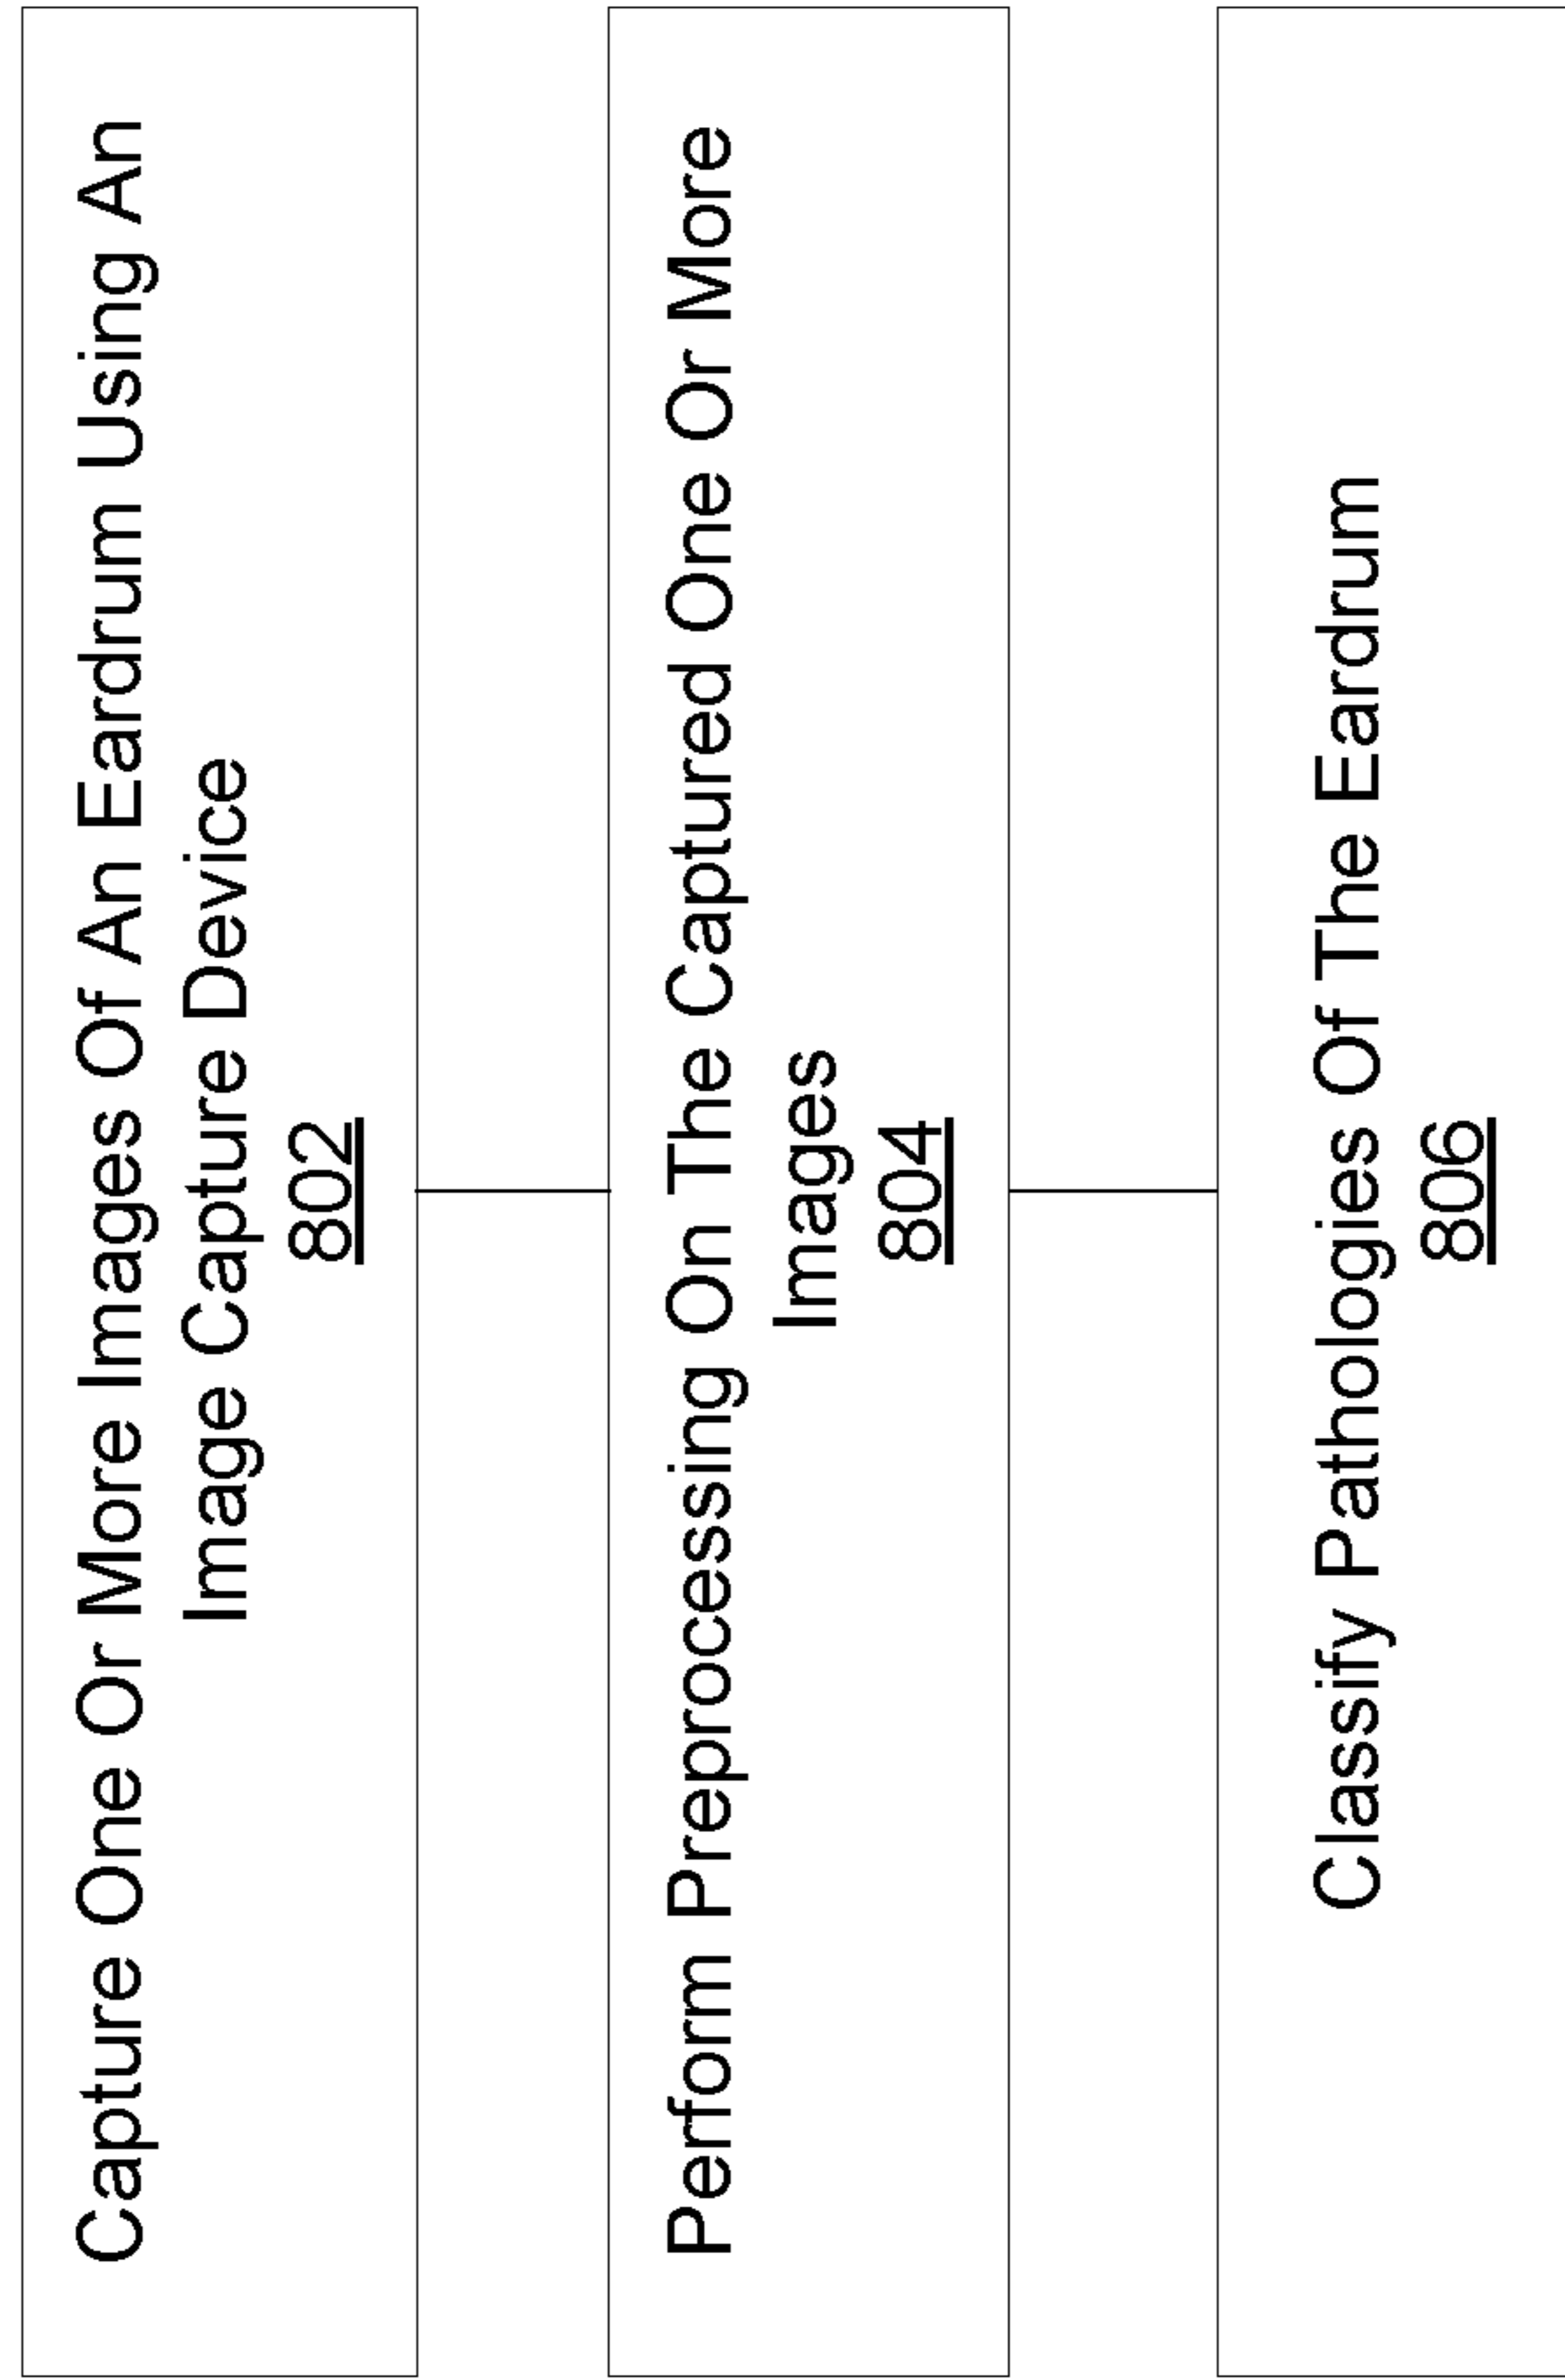 Capture One Or More Images Of An Eardrum Using An
Image Capture Device
802
Perform Preprocessing On The Captured One Or More
Images
804
Classify Pathologies Of The Eardrum
806